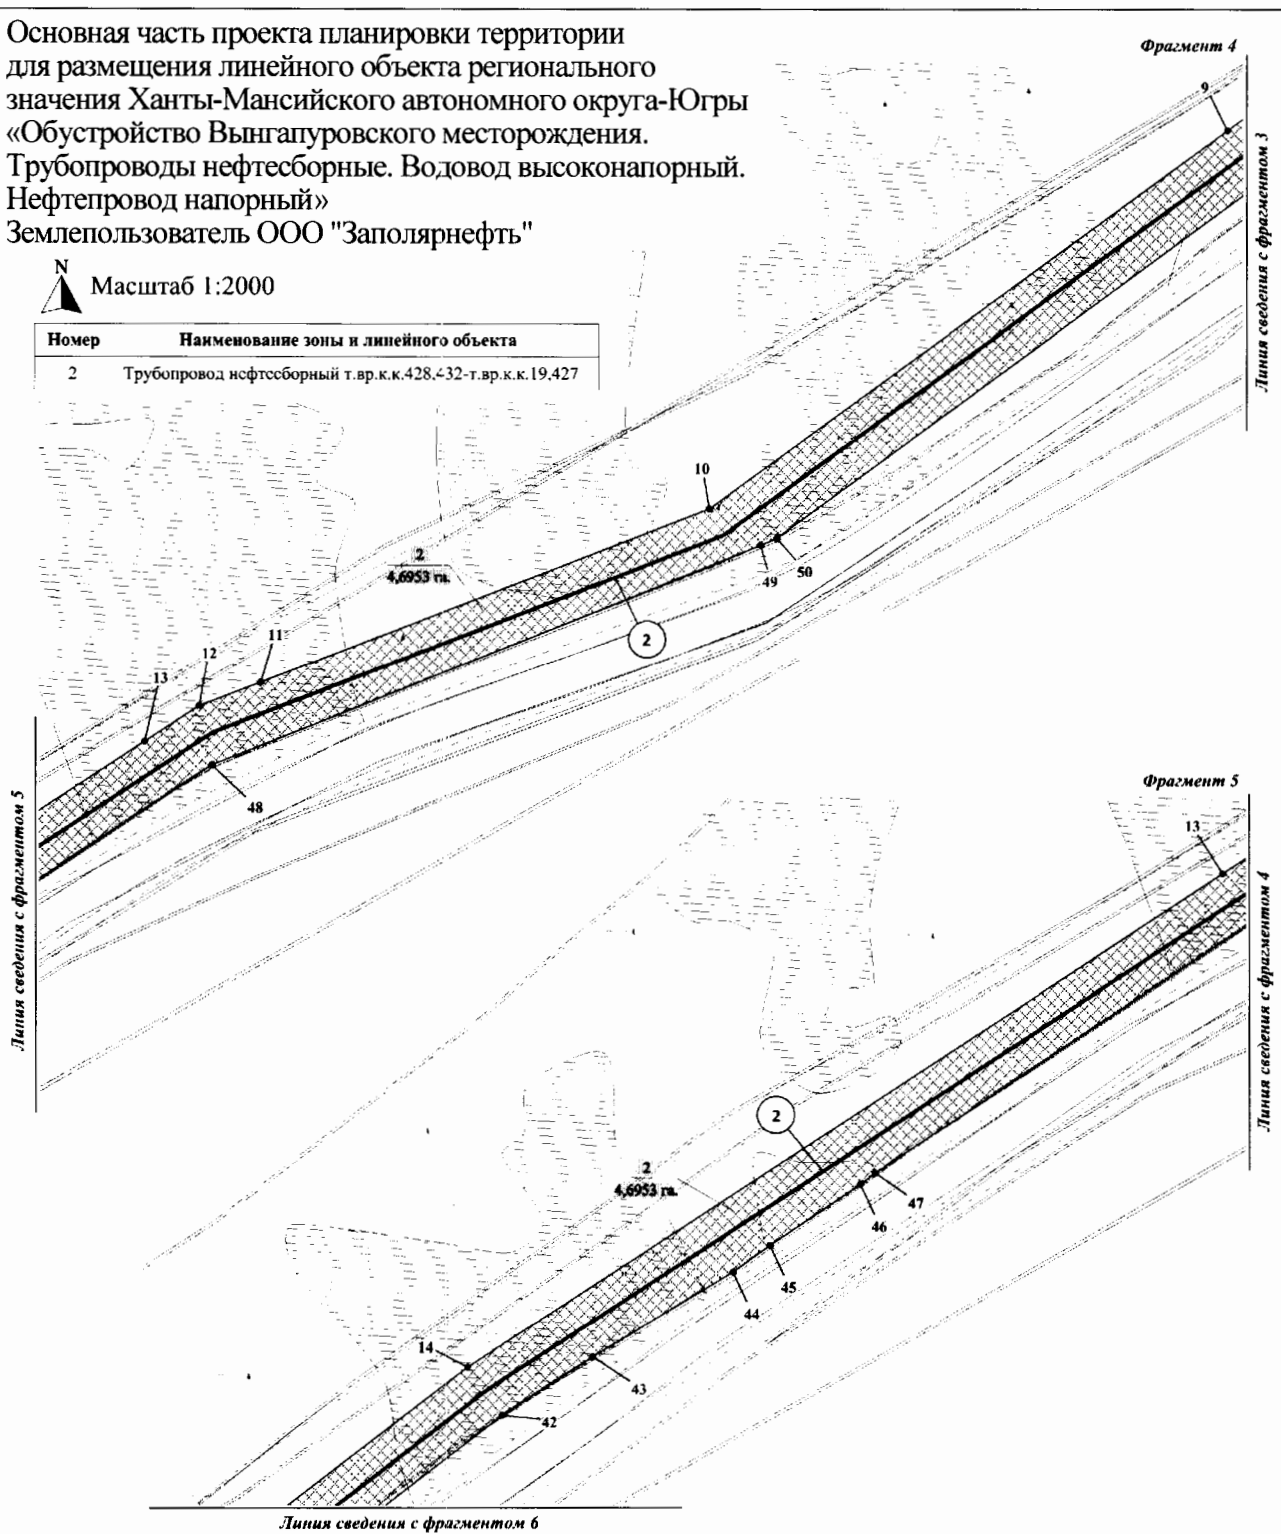 Основная часть проекта планировки территории
для размещения линейного объекта регионального
значения Ханты-Мансийского автономного округа-Югры
«Обустройство Вынгапуровского месторождения.
Трубопроводы нефтесборные. Водовод высоконапорный.
Нефтепровод напорный»
Землепользователь ООО "Заполярнефть"
N
Масштаб 1:2000
Номер Наименование зоны и линейного объекта
2 Трубопровод нефтесборный т.вр.к.к.428,432-т.вр.к.к.19,427
Фрагмент 4
9
Линия сведения с фрагментом 3
10
2
4,6953 га.
49
50
2
11
12
13
48
Линия сведения с фрагментом 5
Фрагмент 5
13
Линия сведения с фрагментом 4
2
2
4,6953 га.
47
46
45
44
14
43
42
Линия сведения с фрагментом 6